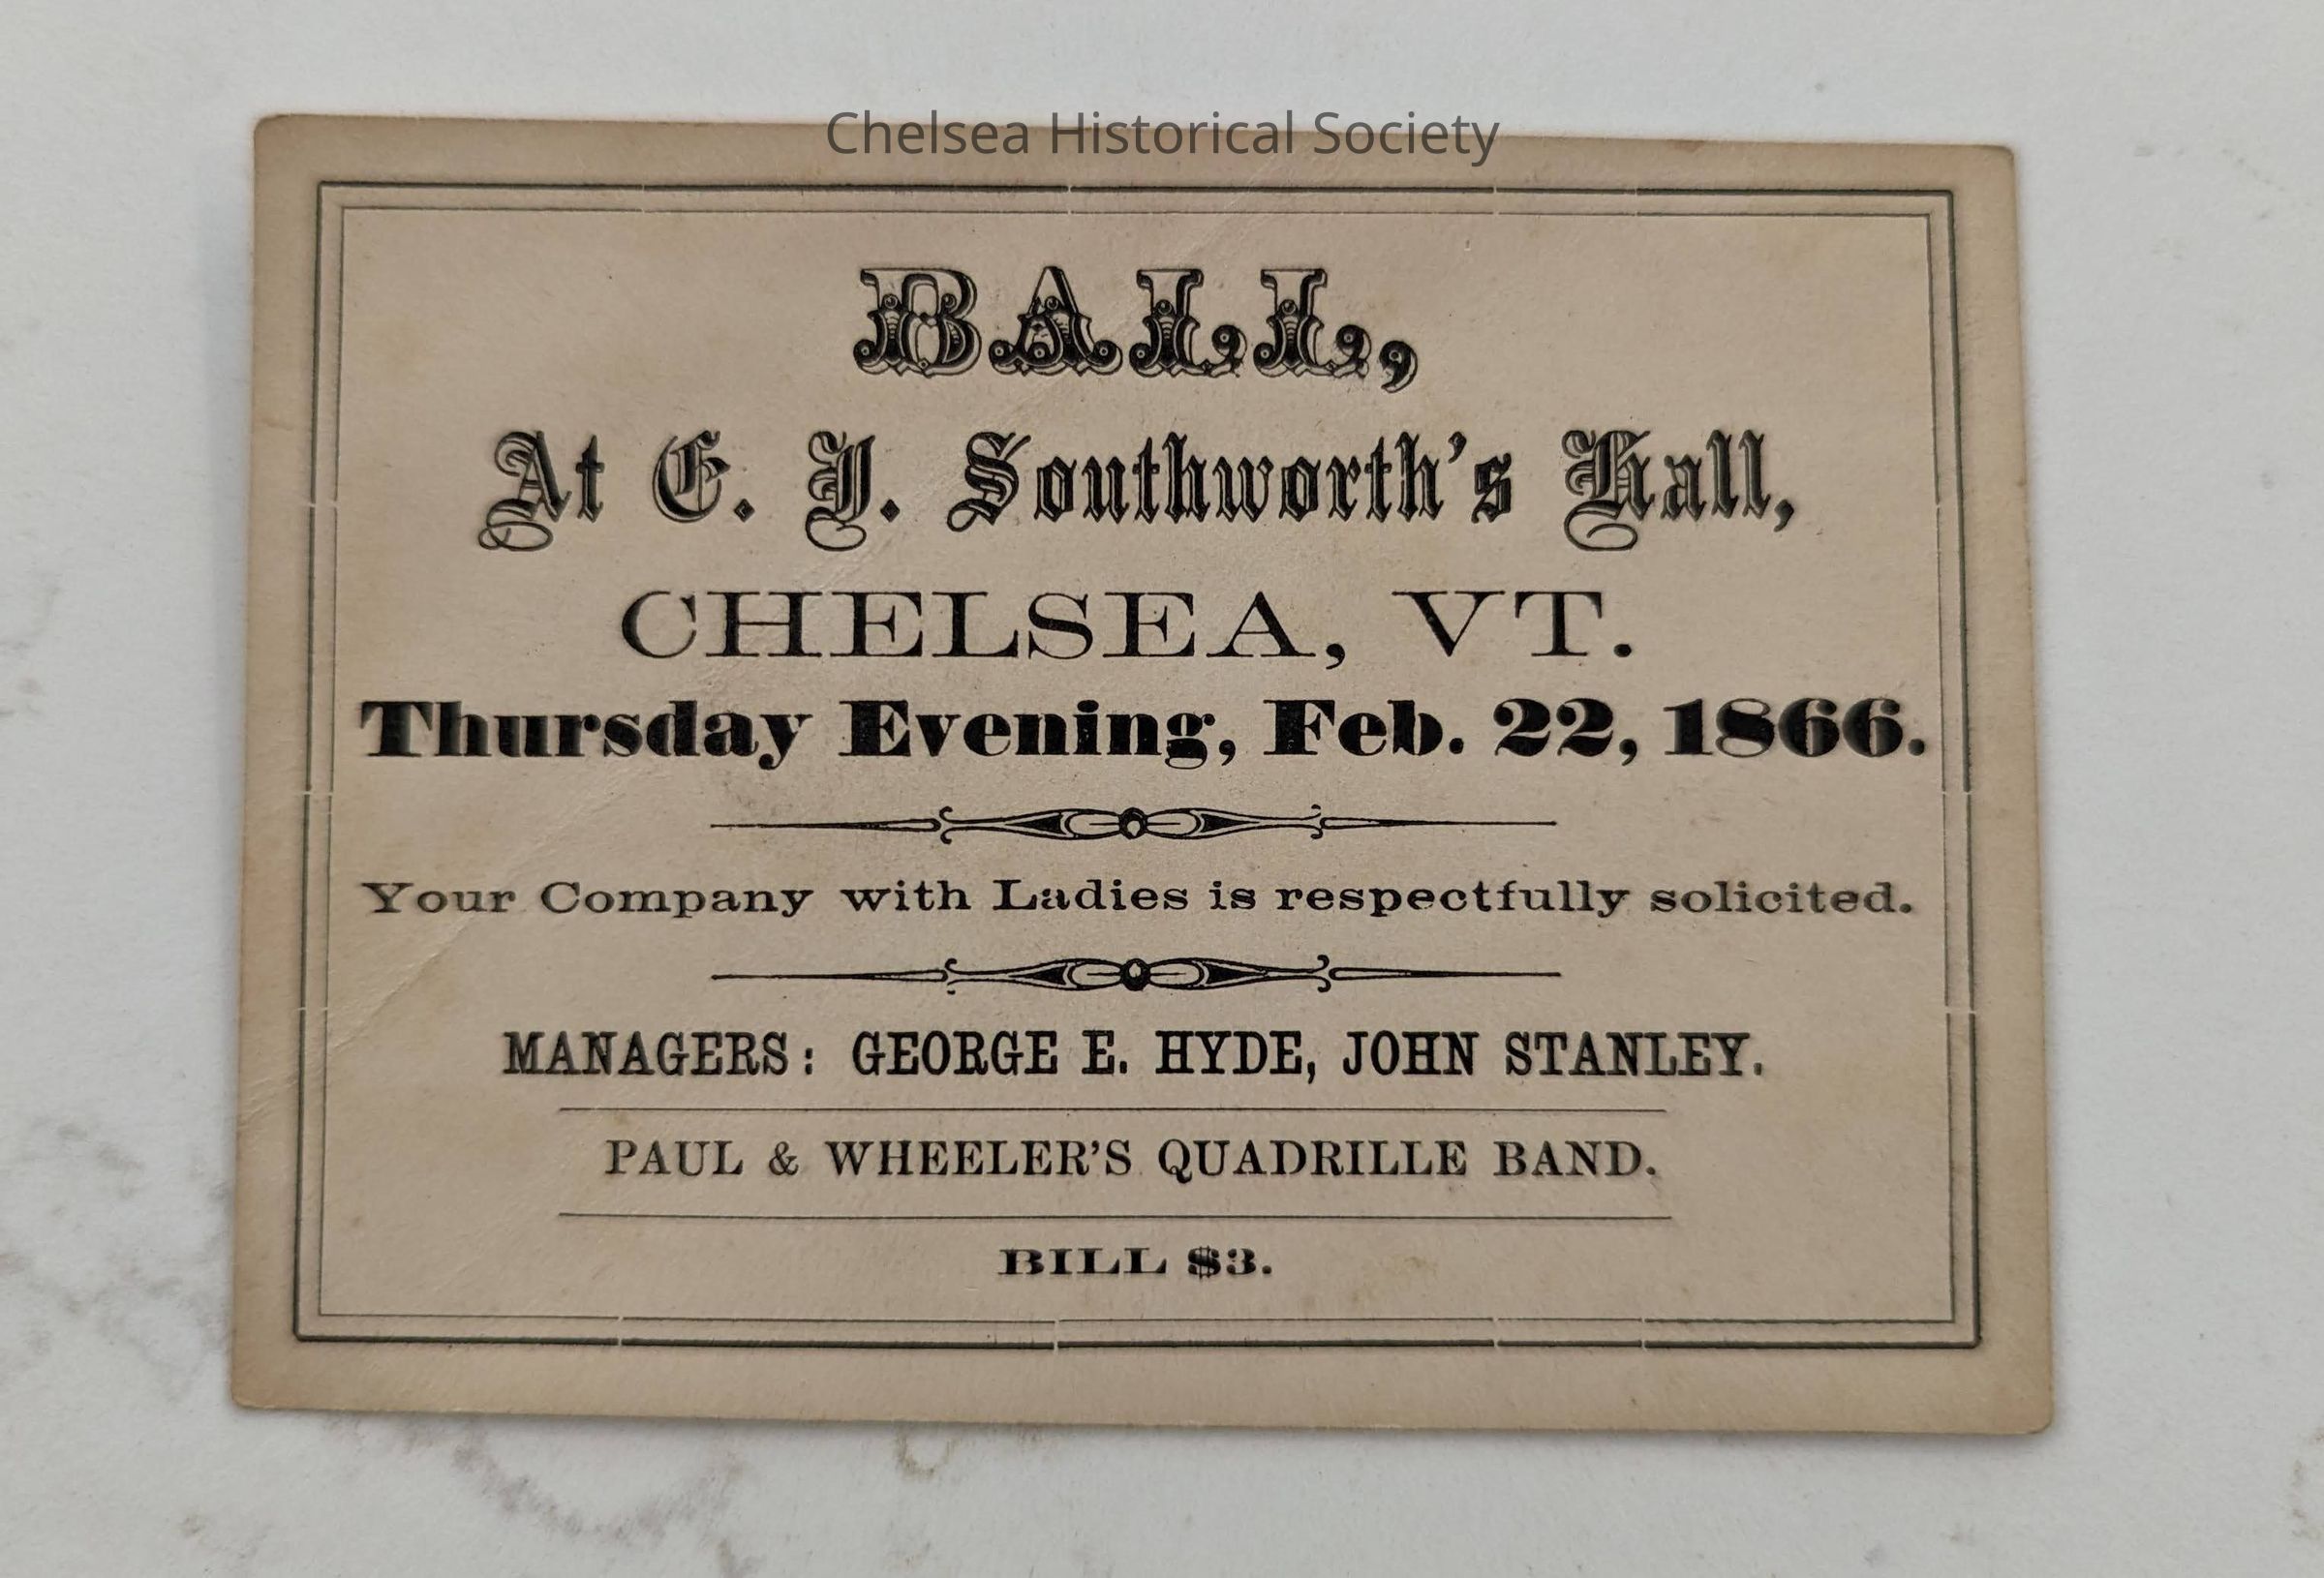 Chelsea Historical Society
BALL,
At E. J. Southworth's Hall,
CHELSEA, VT.
Thursday Evening, Feb. 22, 1866.
Your Company with Ladies is respectfully solicited.
MANAGERS: GEORGE E. HYDE, JOHN STANLEY.
PAUL & WHEELER'S QUADRILLE BAND.
BILL $3.